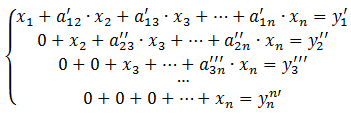 x₁ + a′₁₂ · x₂ + a′₁₃ · x₃ + ⋯ + a′₁ₙ · xₙ = y′₁
0 + x₂ + a″₂₃ · x₃ + ⋯ + a″₂ₙ · xₙ = y″₂
0 + 0 + x₃ + ⋯ + a‴₃ₙ · xₙ = y‴₃
⋯
0 + 0 + 0 + ⋯ + xₙ = yₙⁿ′